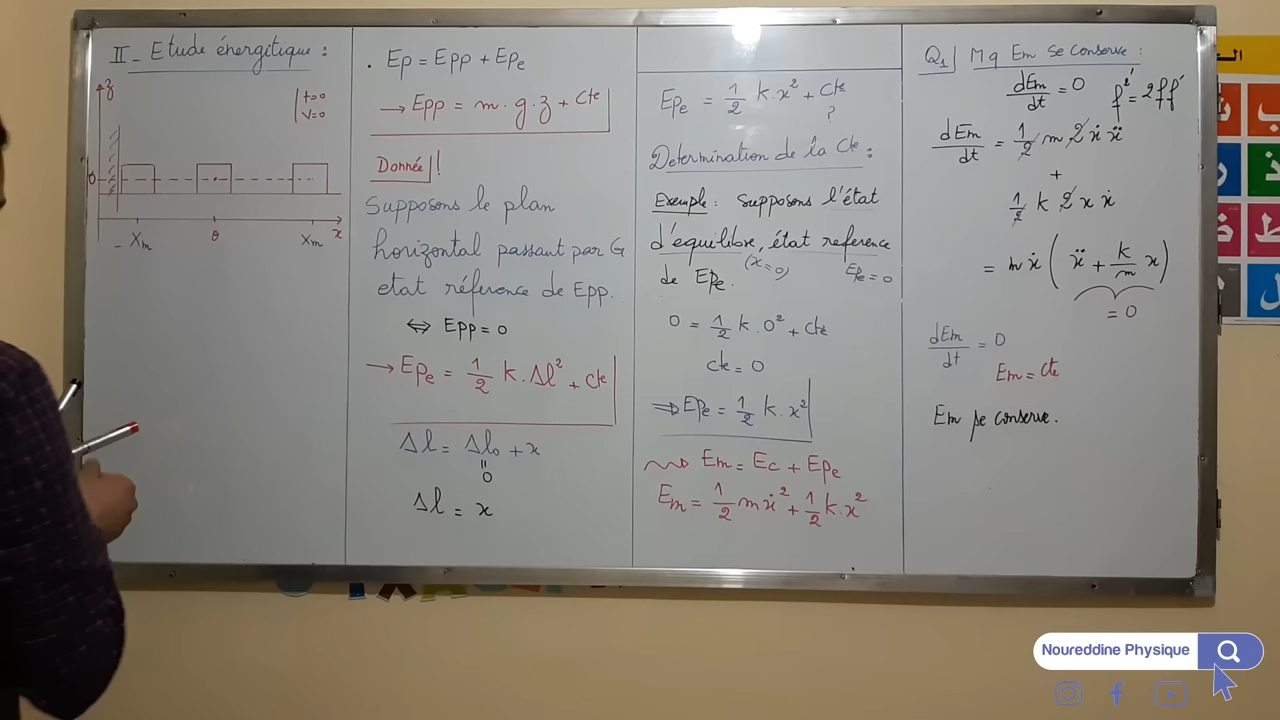 II_ Etude énergitique :
z
t=0
V=0
0
- Xm
0
Xm
x
. Ep = Epp + Epe
→ Epp = m . g . z + Cte
Donnée !
Supposons le plan
horizontal passant par G
etat référence de Epp.
⇔ Epp = 0
→ Epe = 1/2 K . Δl² + Cte
Δl = Δl₀ + x
"
0
Δl = x
Epe = 1/2 K . x² + Cte
?
Determination de la Cte :
Exemple : supposons l'état
d'equilibre, état reference
(x=0)
de Epe.
Epe=0
0 = 1/2 k . 0² + cte
cte = 0
⇒ Epe = 1/2 k . x²
Em = Ec + Epe
Em = 1/2 m ẋ² + 1/2 k . x²
Q1 | Mq Em se conserve :
dEm/dt = 0
f²' = 2ff'
dEm/dt = 1/2 m 2 ẋ ẍ
+
1/2 k 2 x ẋ
= m ẋ ( ẍ + k/m x )
= 0
dEm/dt = 0
Em = cte
Em se conserve.
Noureddine Physique